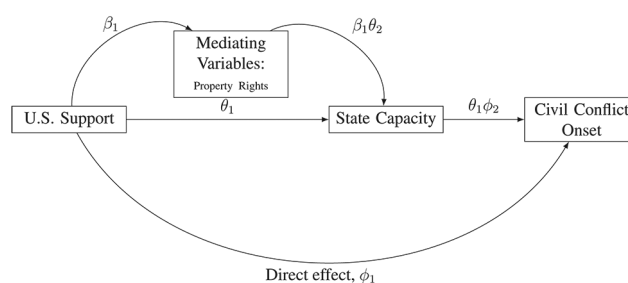 β₁
β₁θ₂
Mediating
Variables:
Property Rights
U.S. Support
θ₁
State Capacity
θ₁ϕ₂
Civil Conflict
Onset
Direct effect, ϕ₁